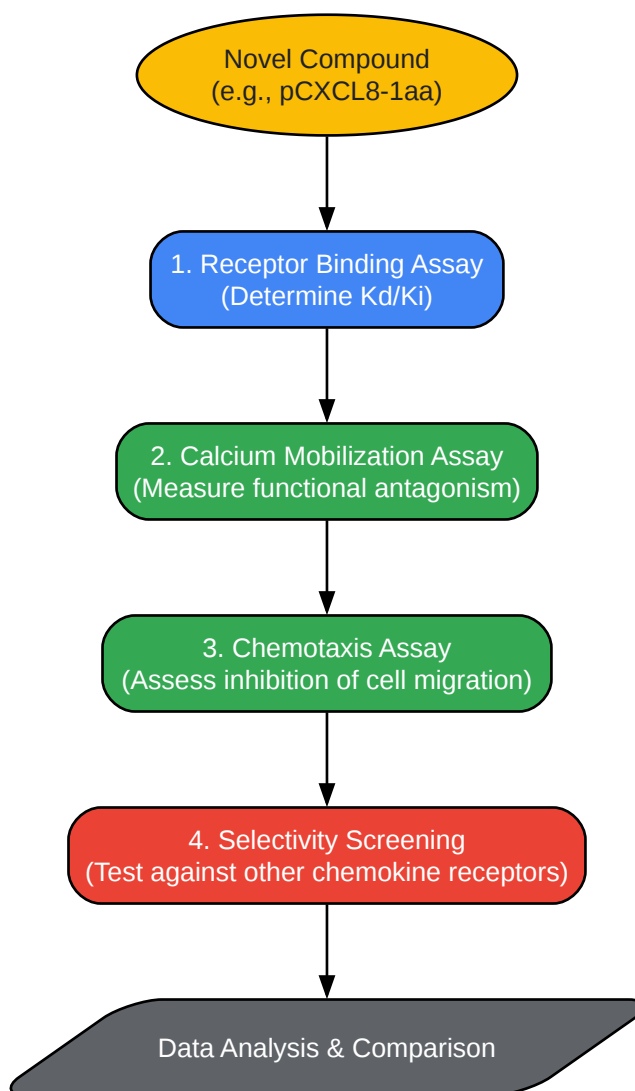 Novel Compound
(e.g., pCXCL8-1aa)
1. Receptor Binding Assay
(Determine Kd/Ki)
2. Calcium Mobilization Assay
(Measure functional antagonism)
3. Chemotaxis Assay
(Assess inhibition of cell migration)
4. Selectivity Screening
(Test against other chemokine receptors)
Data Analysis & Comparison